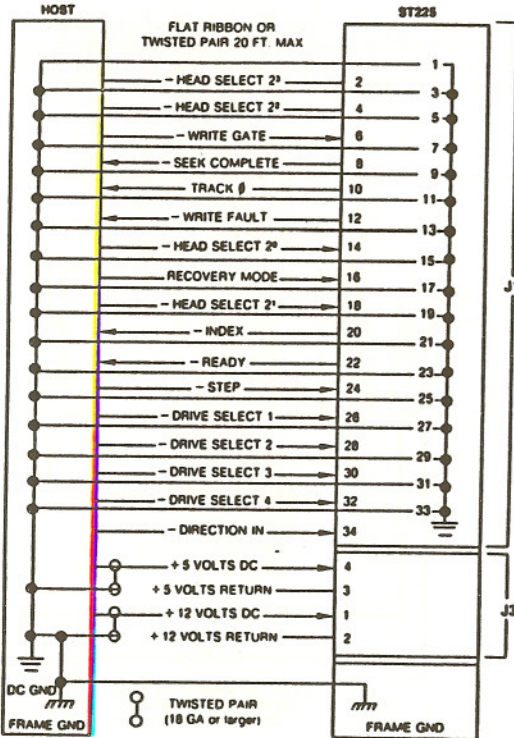 HOST
FLAT RIBBON OR
TWISTED PAIR 20 FT. MAX
ST225
1
- HEAD SELECT 2³ 2
3
- HEAD SELECT 2² 4
5
- WRITE GATE 6
7
- SEEK COMPLETE 8
9
TRACK Ø 10
11
- WRITE FAULT 12
13
- HEAD SELECT 2⁰ 14
15
RECOVERY MODE 16
17
- HEAD SELECT 2¹ 18
19
- INDEX 20
21
- READY 22
23
- STEP 24
25
- DRIVE SELECT 1 26
27
- DRIVE SELECT 2 28
29
- DRIVE SELECT 3 30
31
- DRIVE SELECT 4 32
33
- DIRECTION IN 34
+ 5 VOLTS DC 4
+ 5 VOLTS RETURN 3
+ 12 VOLTS DC 1
+ 12 VOLTS RETURN 2
DC GND
FRAME GND
TWISTED PAIR
(18 GA or larger)
FRAME GND